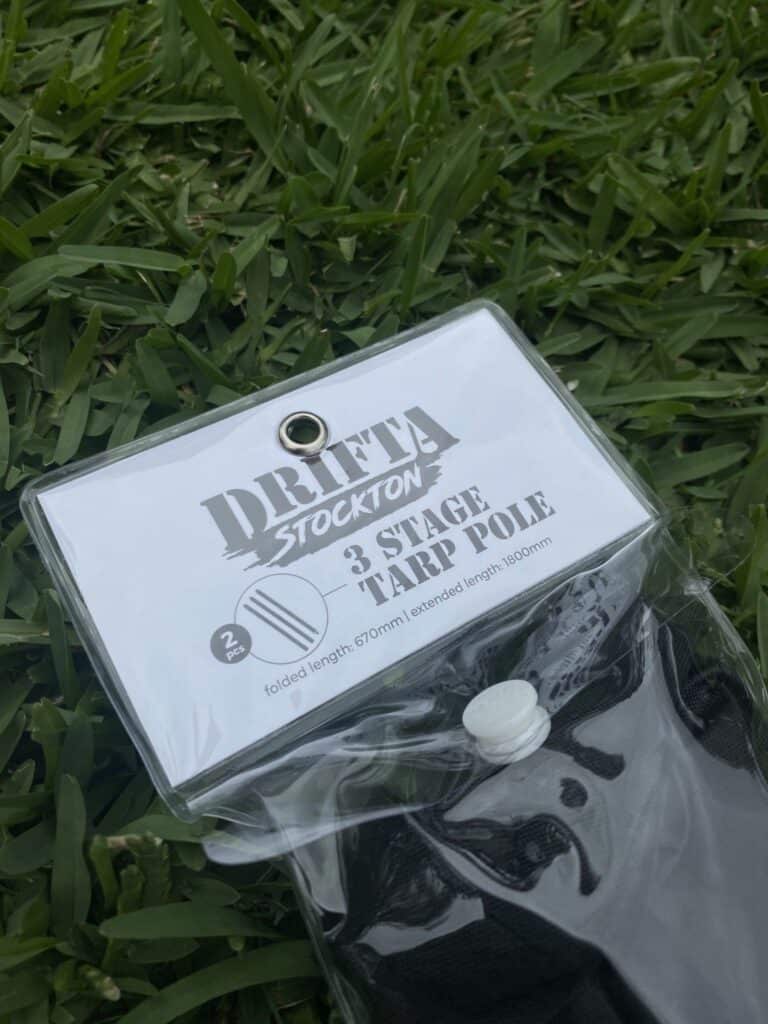 DRIFTA
STOCKTON
3 STAGE
TARP POLE
2
pcs
folded length: 670mm | extended length: 1800mm